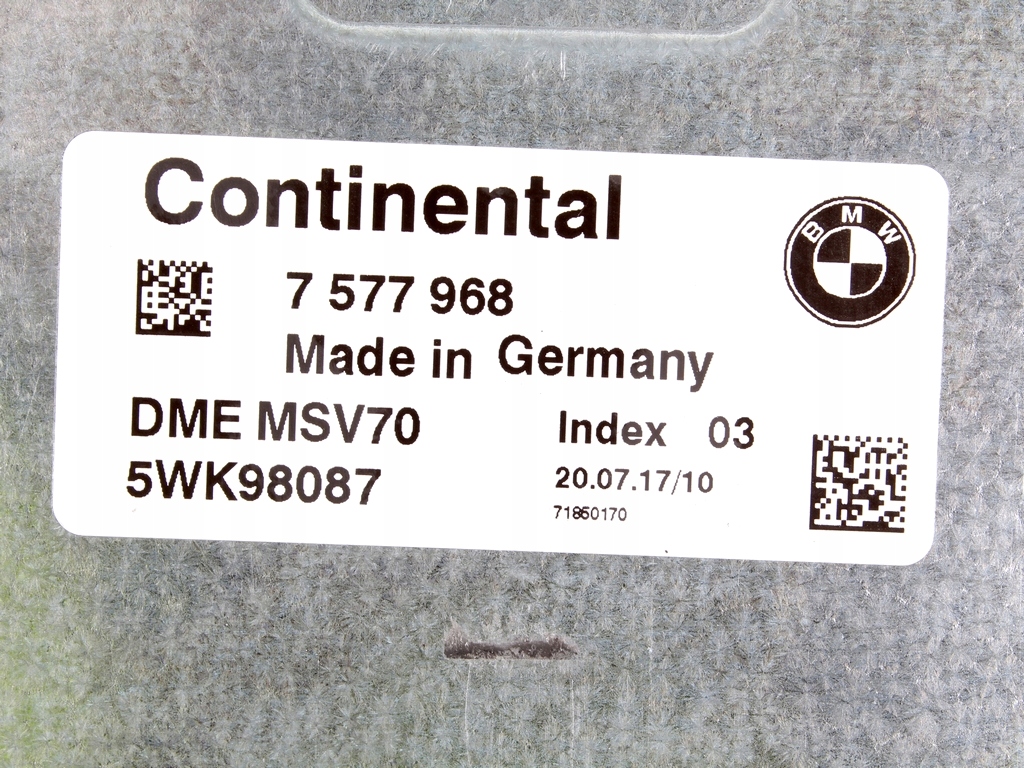 Continental
BMW
7 577 968
Made in Germany
DME MSV70
Index 03
5WK98087
20.07.17/10
71850170